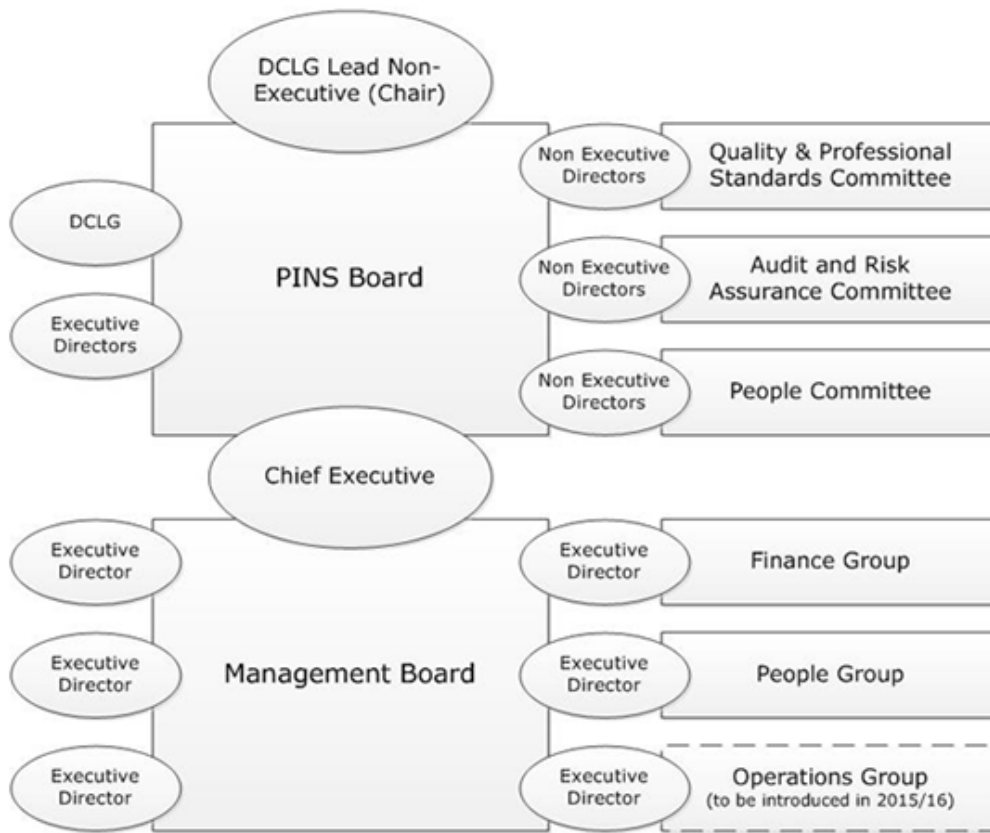 DCLG Lead Non-
Executive (Chair)
Non Executive
Directors
Quality & Professional
Standards Committee
DCLG
PINS Board
Non Executive
Directors
Audit and Risk
Assurance Committee
Executive
Directors
Non Executive
Directors
People Committee
Chief Executive
Executive
Director
Executive
Director
Finance Group
Executive
Director
Management Board
Executive
Director
People Group
Executive
Director
Executive
Director
Operations Group
(to be introduced in 2015/16)